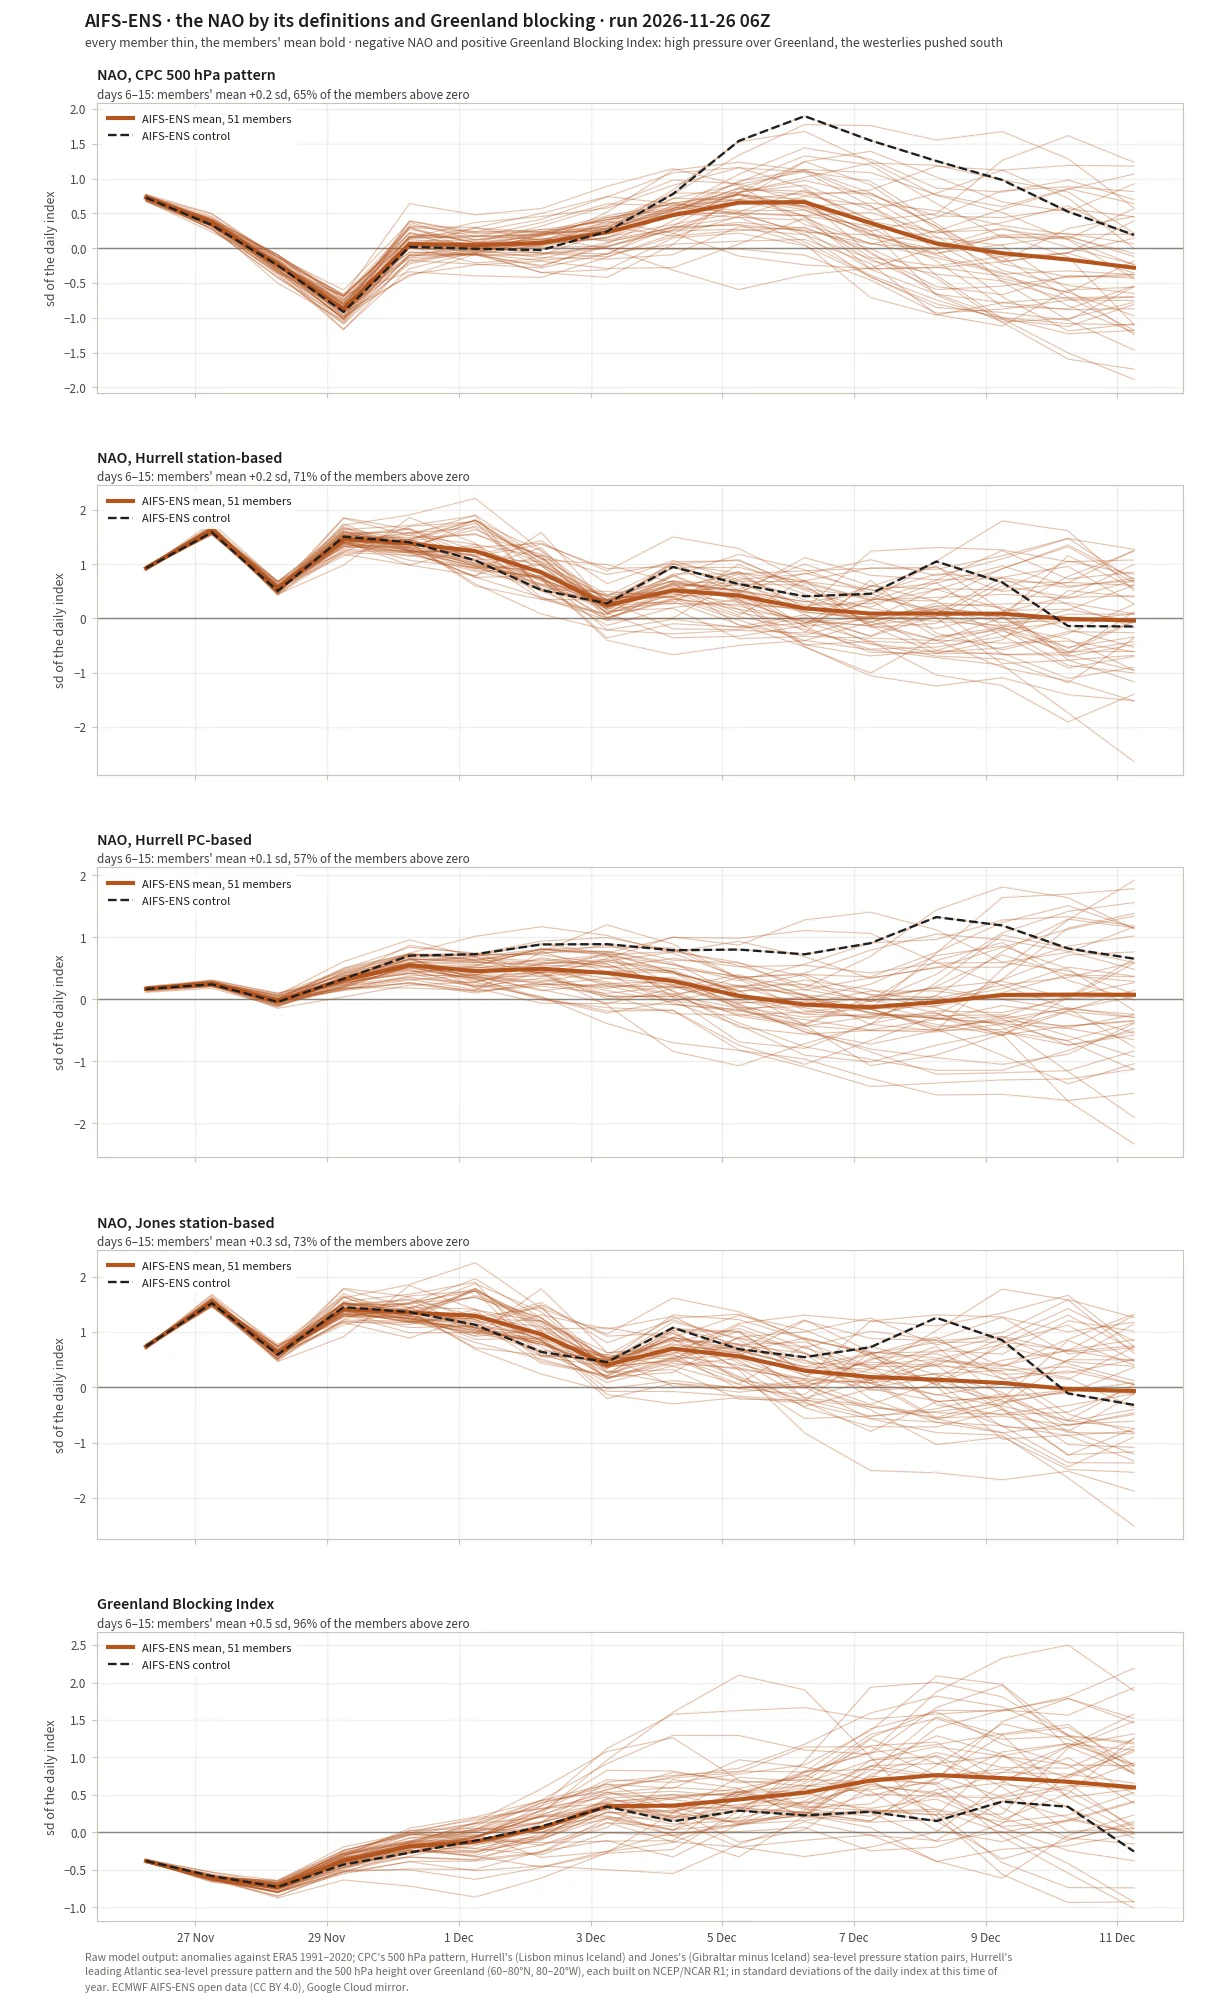 AIFS-ENS · the NAO by its definitions and Greenland blocking · run 2026-11-26 06Z
every member thin, the members' mean bold · negative NAO and positive Greenland Blocking Index: high pressure over Greenland, the westerlies pushed south
NAO, CPC 500 hPa pattern
days 6–15: members' mean +0.2 sd, 65% of the members above zero
AIFS-ENS mean, 51 members
AIFS-ENS control
sd of the daily index
2.0
1.5
1.0
0.5
0.0
−0.5
−1.0
−1.5
−2.0
NAO, Hurrell station-based
days 6–15: members' mean +0.2 sd, 71% of the members above zero
AIFS-ENS mean, 51 members
AIFS-ENS control
sd of the daily index
2
1
0
−1
−2
NAO, Hurrell PC-based
days 6–15: members' mean +0.1 sd, 57% of the members above zero
AIFS-ENS mean, 51 members
AIFS-ENS control
sd of the daily index
2
1
0
−1
−2
NAO, Jones station-based
days 6–15: members' mean +0.3 sd, 73% of the members above zero
AIFS-ENS mean, 51 members
AIFS-ENS control
sd of the daily index
2
1
0
−1
−2
Greenland Blocking Index
days 6–15: members' mean +0.5 sd, 96% of the members above zero
AIFS-ENS mean, 51 members
AIFS-ENS control
sd of the daily index
2.5
2.0
1.5
1.0
0.5
0.0
−0.5
−1.0
27 Nov 29 Nov 1 Dec 3 Dec 5 Dec 7 Dec 9 Dec 11 Dec
Raw model output: anomalies against ERA5 1991–2020; CPC's 500 hPa pattern, Hurrell's (Lisbon minus Iceland) and Jones's (Gibraltar minus Iceland) sea-level pressure station pairs, Hurrell's
leading Atlantic sea-level pressure pattern and the 500 hPa height over Greenland (60–80°N, 80–20°W), each built on NCEP/NCAR R1; in standard deviations of the daily index at this time of
year. ECMWF AIFS-ENS open data (CC BY 4.0), Google Cloud mirror.